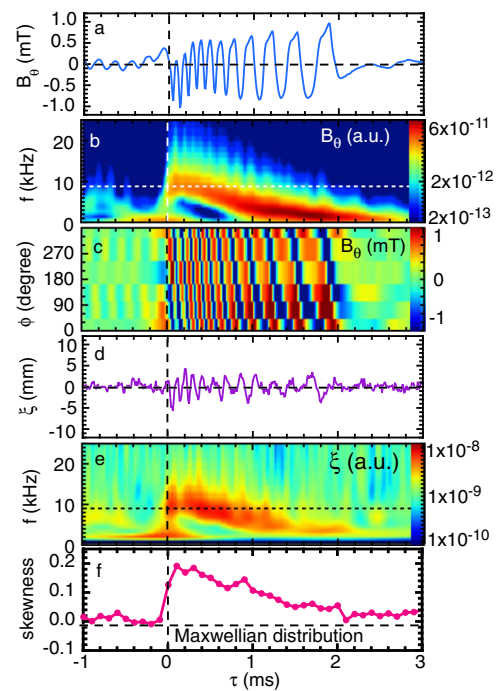 a
B_θ (mT)
1.0
0.5
0
-0.5
-1.0
b
B_θ (a.u.)
f (kHz)
20
10
0
6x10⁻¹¹
2x10⁻¹²
2x10⁻¹³
c
B_θ (mT)
ϕ (degree)
270
180
90
0
1
0
-1
d
ξ (mm)
10
5
0
-5
-10
e
ξ (a.u.)
f (kHz)
20
10
0
1x10⁻⁸
1x10⁻⁹
1x10⁻¹⁰
f
skewness
0.2
0.1
0.0
-0.1
Maxwellian distribution
-1 0 1 2 3
τ (ms)